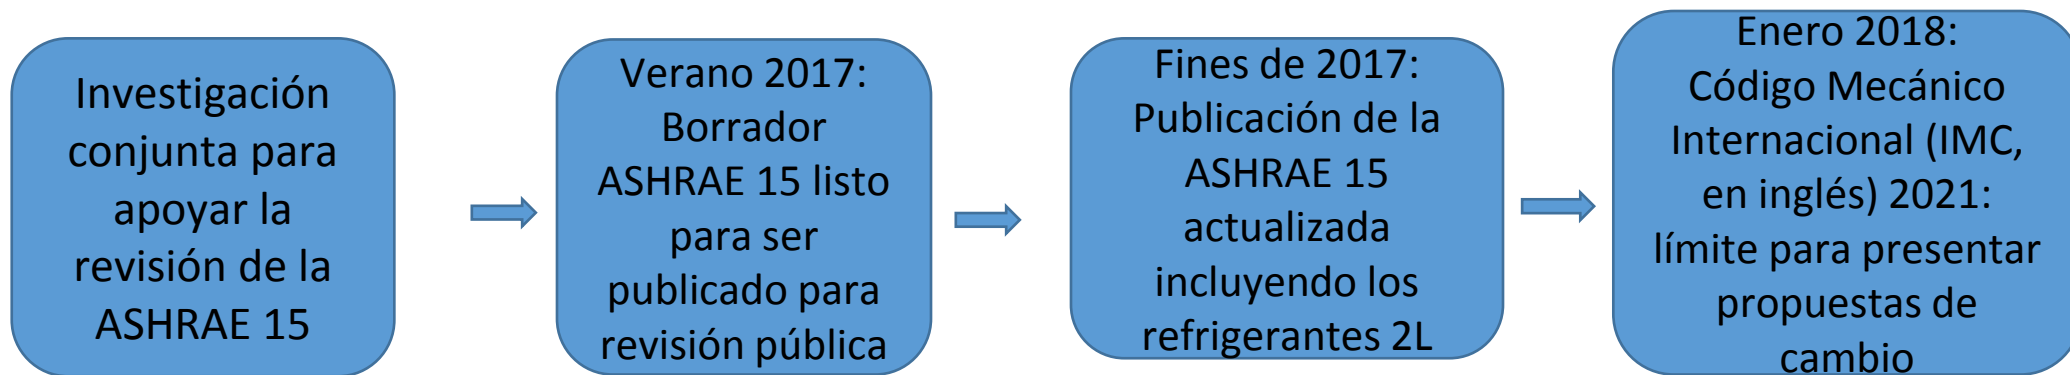 Investigación
conjunta para
apoyar la
revisión de la
ASHRAE 15
Verano 2017:
Borrador
ASHRAE 15 listo
para ser
publicado para
revisión pública
Fines de 2017:
Publicación de la
ASHRAE 15
actualizada
incluyendo los
refrigerantes 2L
Enero 2018:
Código Mecánico
Internacional (IMC,
en inglés) 2021:
límite para presentar
propuestas de
cambio